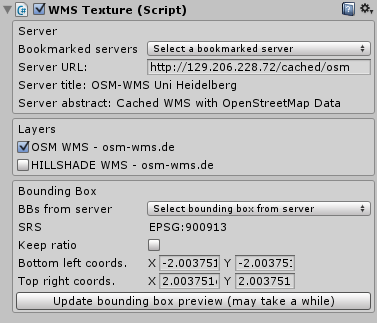 WMS Texture (Script)
Server
Bookmarked servers Select a bookmarked server
Server URL: http://129.206.228.72/cached/osm
Server title: OSM-WMS Uni Heidelberg
Server abstract: Cached WMS with OpenStreetMap Data
Layers
OSM WMS - osm-wms.de
HILLSHADE WMS - osm-wms.de
Bounding Box
BBs from server Select bounding box from server
SRS EPSG:900913
Keep ratio
Bottom left coords. X -2.003751 Y -2.003751
Top right coords. X 2.003751 Y 2.003751
Update bounding box preview (may take a while)